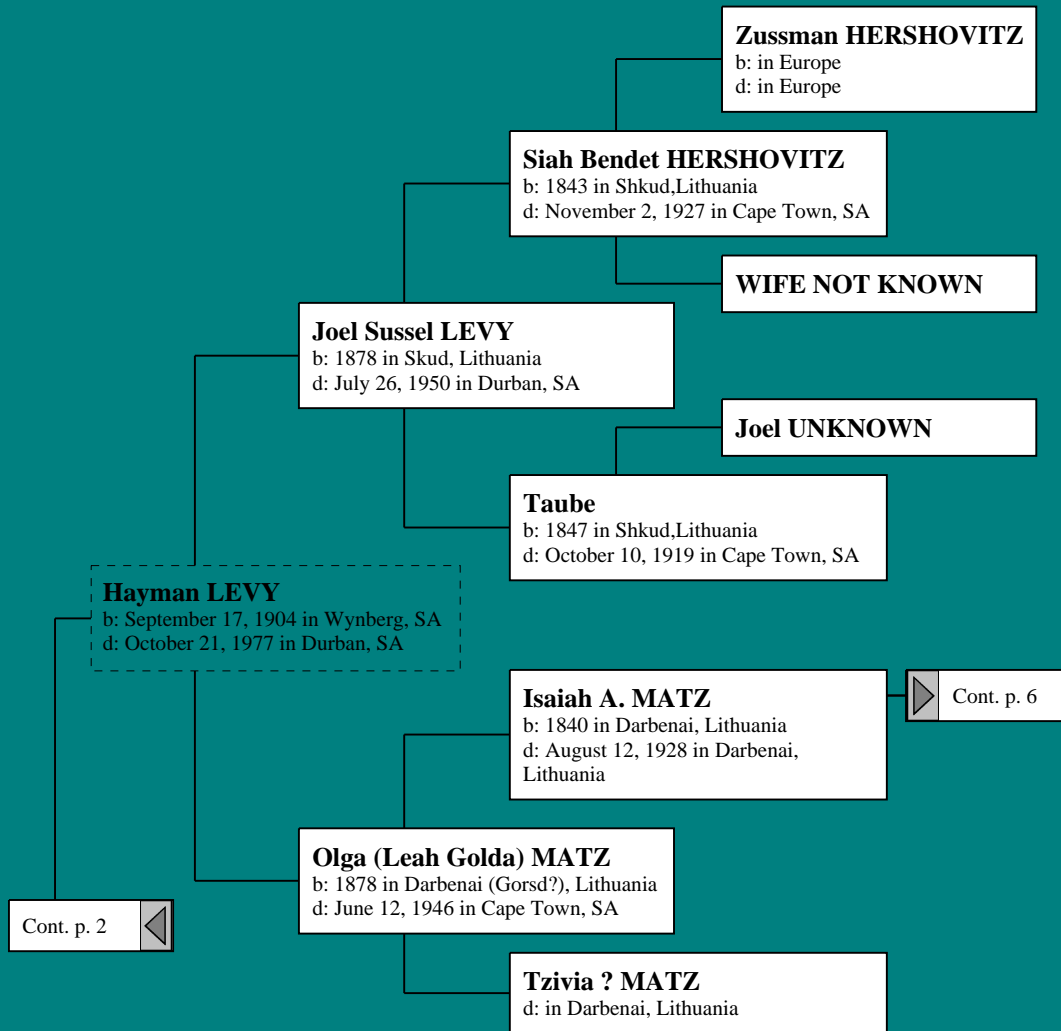 Zussman HERSHOVITZ
b: in Europe
d: in Europe
Siah Bendet HERSHOVITZ
b: 1843 in Shkud,Lithuania
d: November 2, 1927 in Cape Town, SA
WIFE NOT KNOWN
Joel Sussel LEVY
b: 1878 in Skud, Lithuania
d: July 26, 1950 in Durban, SA
Joel UNKNOWN
Taube
b: 1847 in Shkud,Lithuania
d: October 10, 1919 in Cape Town, SA
Hayman LEVY
b: September 17, 1904 in Wynberg, SA
d: October 21, 1977 in Durban, SA
Isaiah A. MATZ
b: 1840 in Darbenai, Lithuania
d: August 12, 1928 in Darbenai,
Lithuania
Cont. p. 6
Olga (Leah Golda) MATZ
b: 1878 in Darbenai (Gorsd?), Lithuania
d: June 12, 1946 in Cape Town, SA
Cont. p. 2
Tzivia ? MATZ
d: in Darbenai, Lithuania